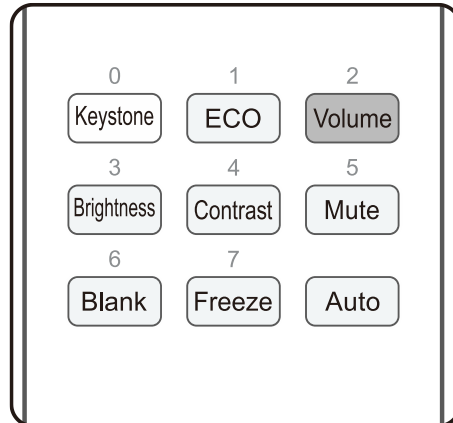 0 1 2
Keystone ECO Volume
3 4 5
Brightness Contrast Mute
6 7
Blank Freeze Auto